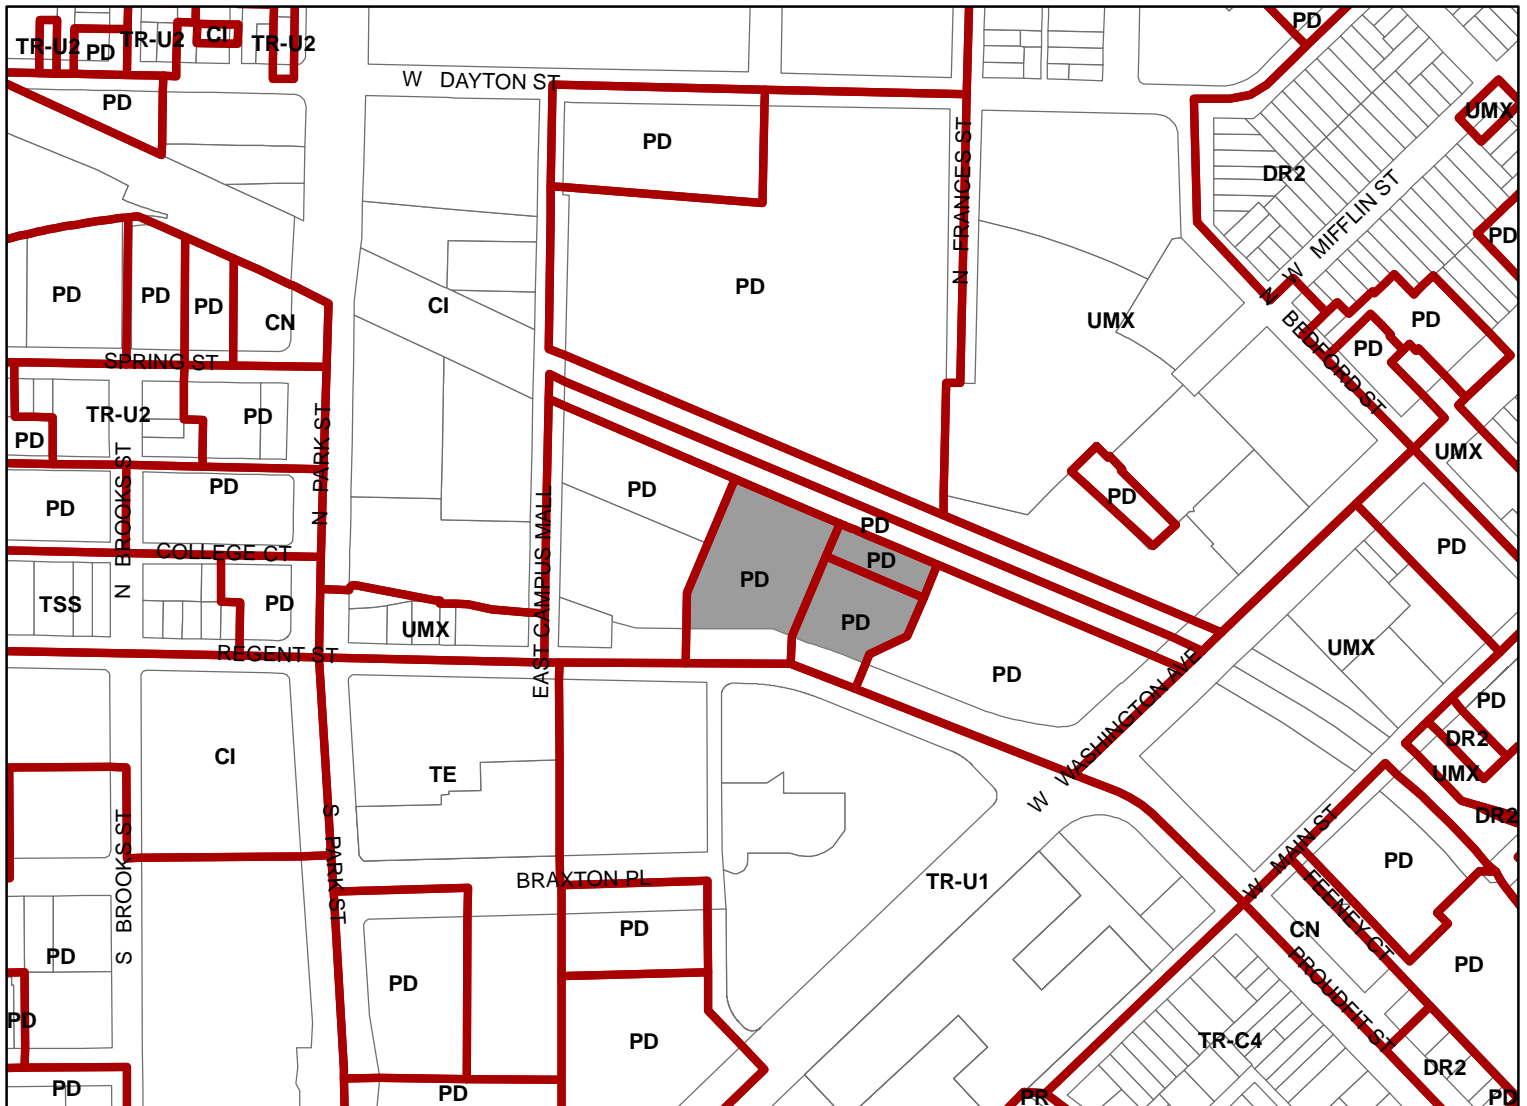 PD
TR-U2
PD
TR-U2
CI
TR-U2
W DAYTON ST
PD
UMX
PD
N FRANCES ST
DR2
W MIFFLIN ST
PD
PD
PD
PD
CN
CI
PD
UMX
N BEDFORD ST
PD
PD
SPRING ST
TR-U2
PD
PD
N PARK ST
N BROOKS ST
PD
PD
PD
PD
UMX
PD
PD
COLLEGE CT
EAST CAMPUS MALL
PD
PD
PD
TSS
PD
UMX
PD
UMX
REGENT ST
PD
W WASHINGTON AVE
PD
DR2
UMX
DR2
CI
TE
S PARK ST
S BROOKS ST
W MAIN ST
PD
BRAXTON PL
TR-U1
FEENEY CT
CN
PD
PD
PD
PD
PROUDFIT ST
PD
PD
TR-C4
DR2
PD
PD
PR
PD